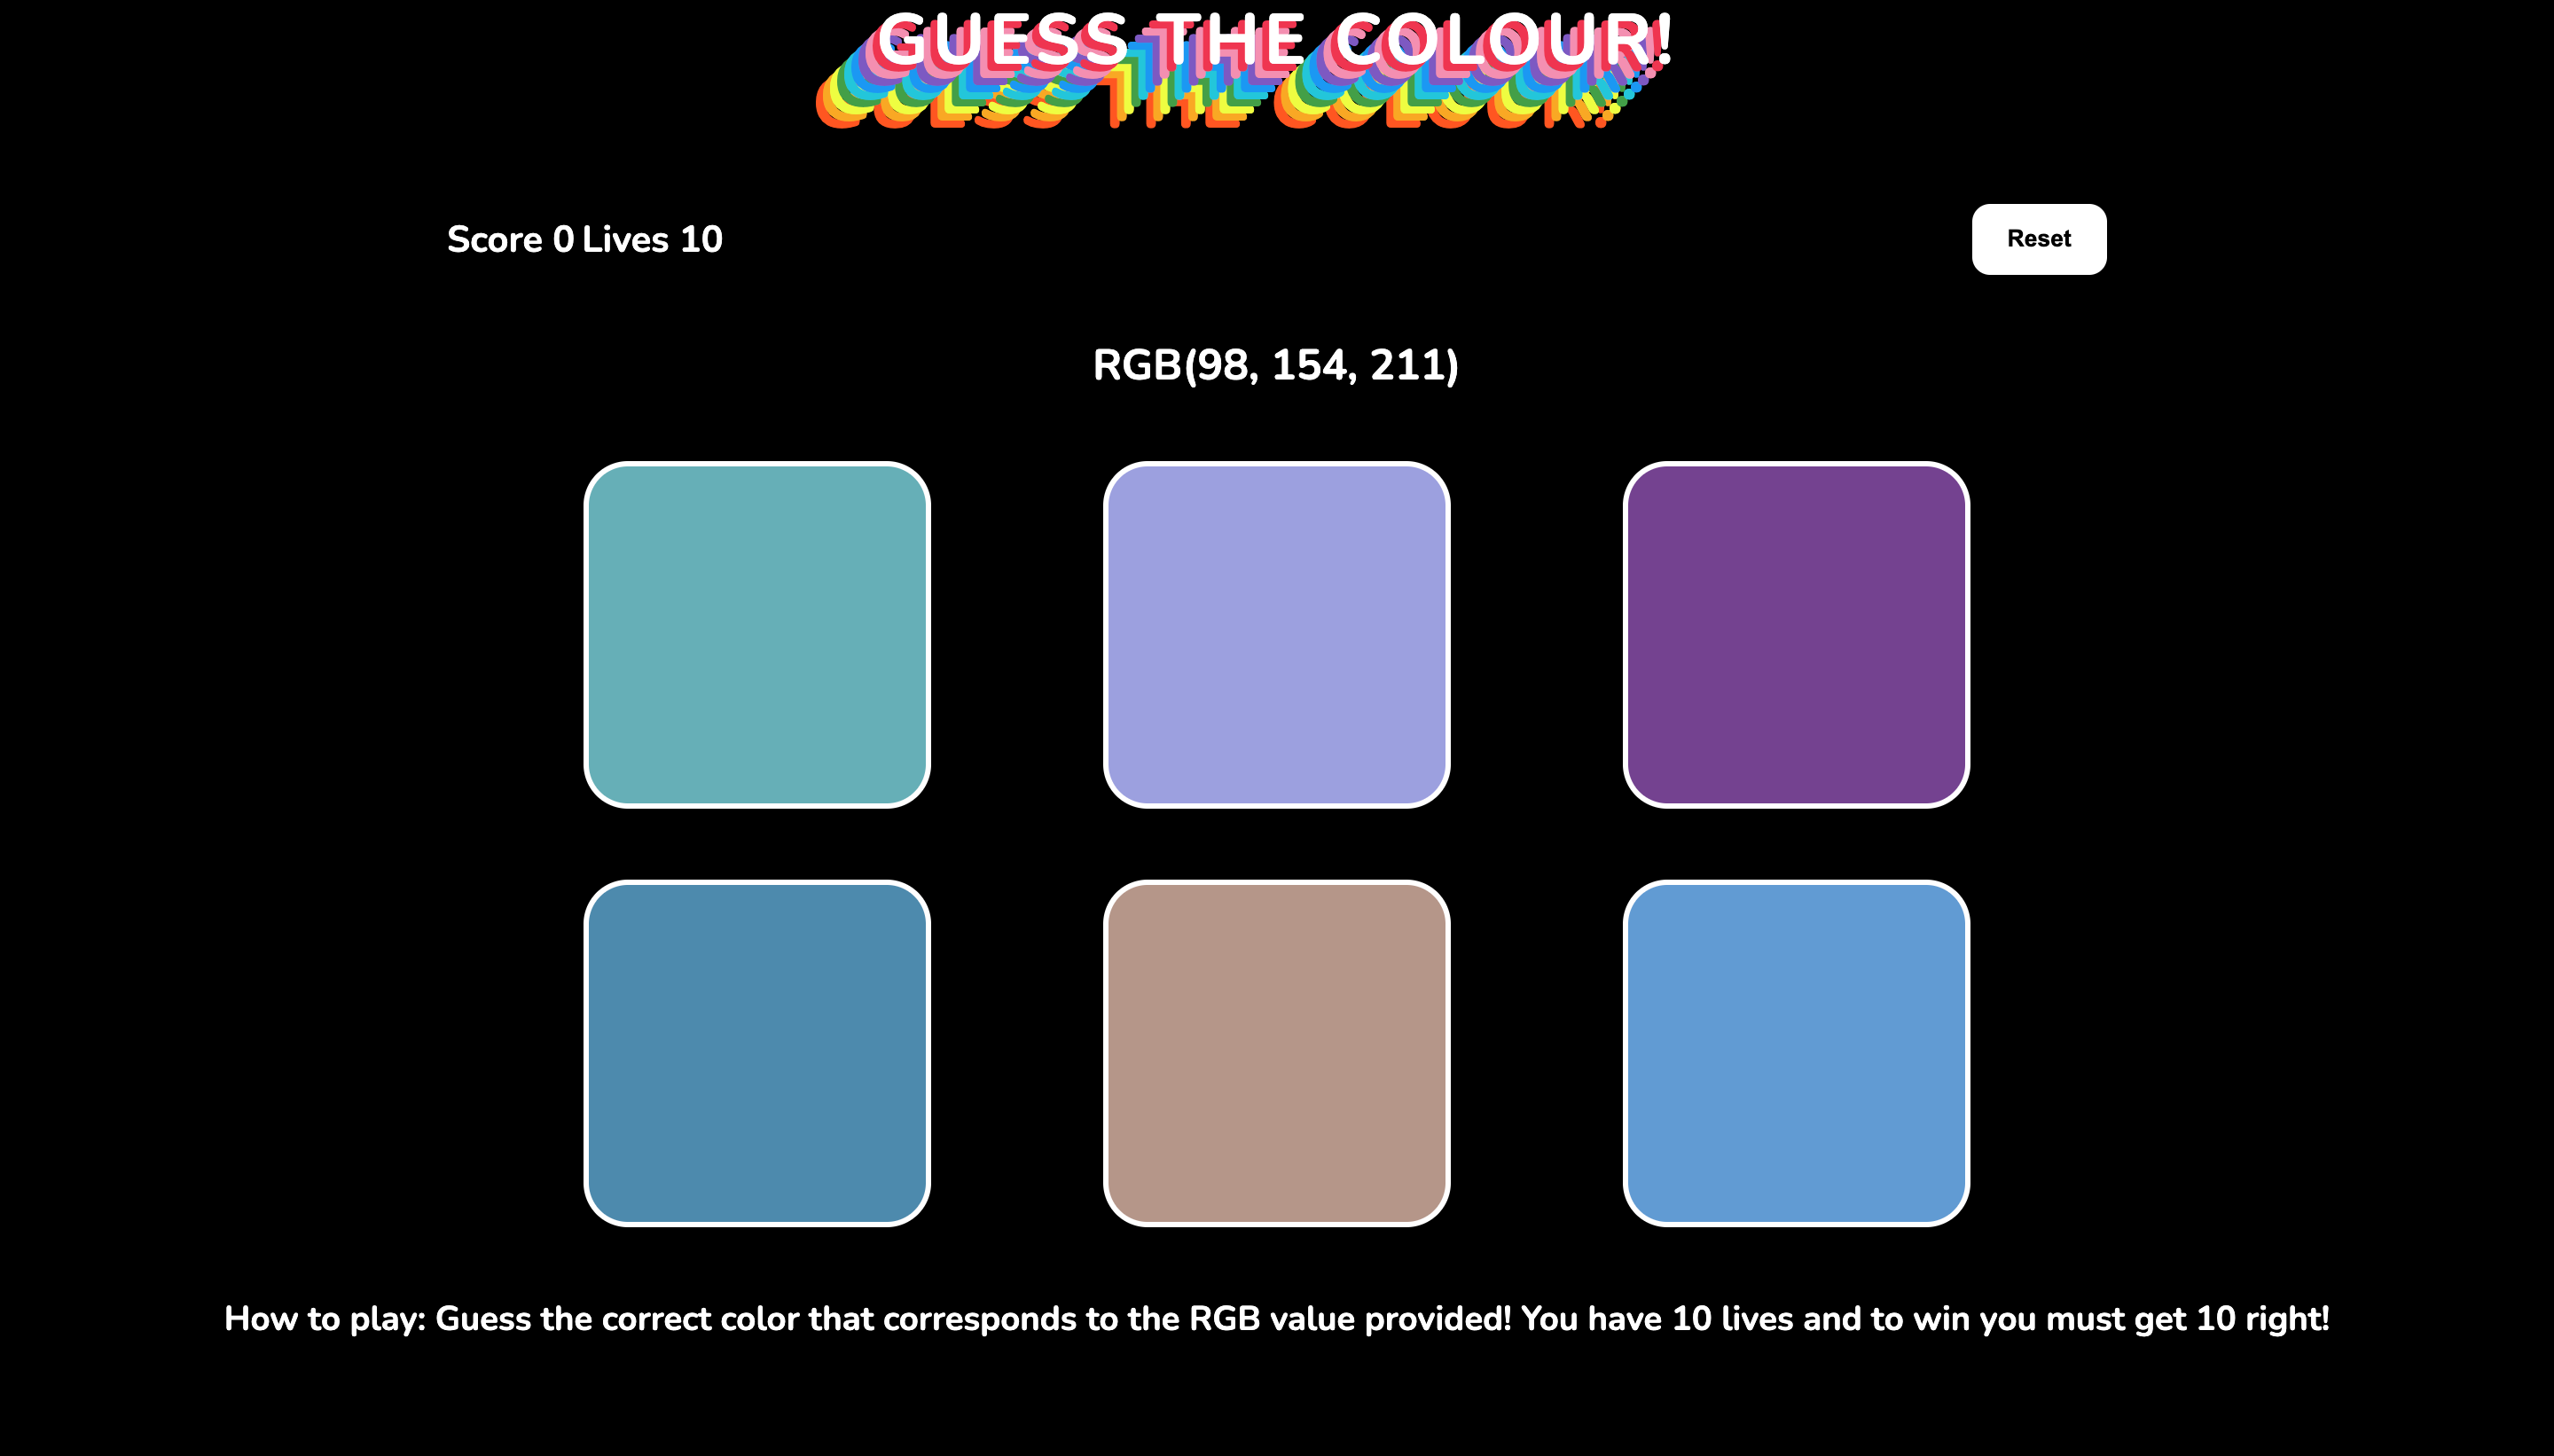 GUESS THE COLOUR!
Score 0 Lives 10
Reset
RGB(98, 154, 211)
How to play: Guess the correct color that corresponds to the RGB value provided! You have 10 lives and to win you must get 10 right!